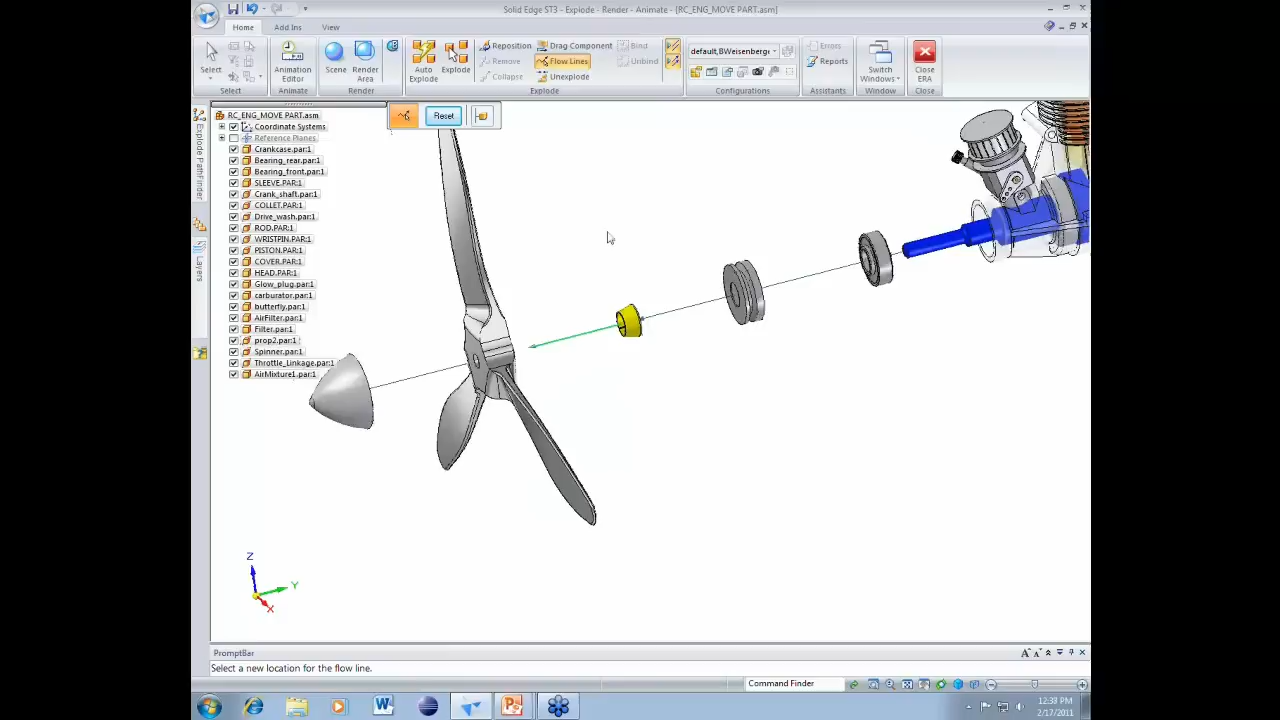 Solid Edge ST3 - Explode - Render - Animate - [RC_ENG_MOVE PART.asm]
Home Add Ins View
Select
Select
Animation Editor
Animate
Scene
Render Area
Render
Auto Explode
Explode
Reposition
Remove
Collapse
Drag Component
Flow Lines
Unexplode
Bind
Unbind
Explode
default,BWeisenberg
Configurations
Errors
Reports
Assistants
Switch Windows
Window
Close ERA
Close
Reset
Explode PathFinder
Layers
RC_ENG_MOVE PART.asm
Coordinate Systems
Reference Planes
Crankcase.par:1
Bearing_rear.par:1
Bearing_front.par:1
SLEEVE.PAR:1
Crank_shaft.par:1
COLLET.PAR:1
Drive_wash.par:1
ROD.PAR:1
WRISTPIN.PAR:1
PISTON.PAR:1
COVER.PAR:1
HEAD.PAR:1
Glow_plug.par:1
carburator.par:1
butterfly.par:1
AirFilter.par:1
Filter.par:1
prop2.par:1
Spinner.par:1
Throttle_Linkage.par:1
AirMixture1.par:1
Z
Y
X
PromptBar
Select a new location for the flow line.
Command Finder
12:38 PM
2/17/2011